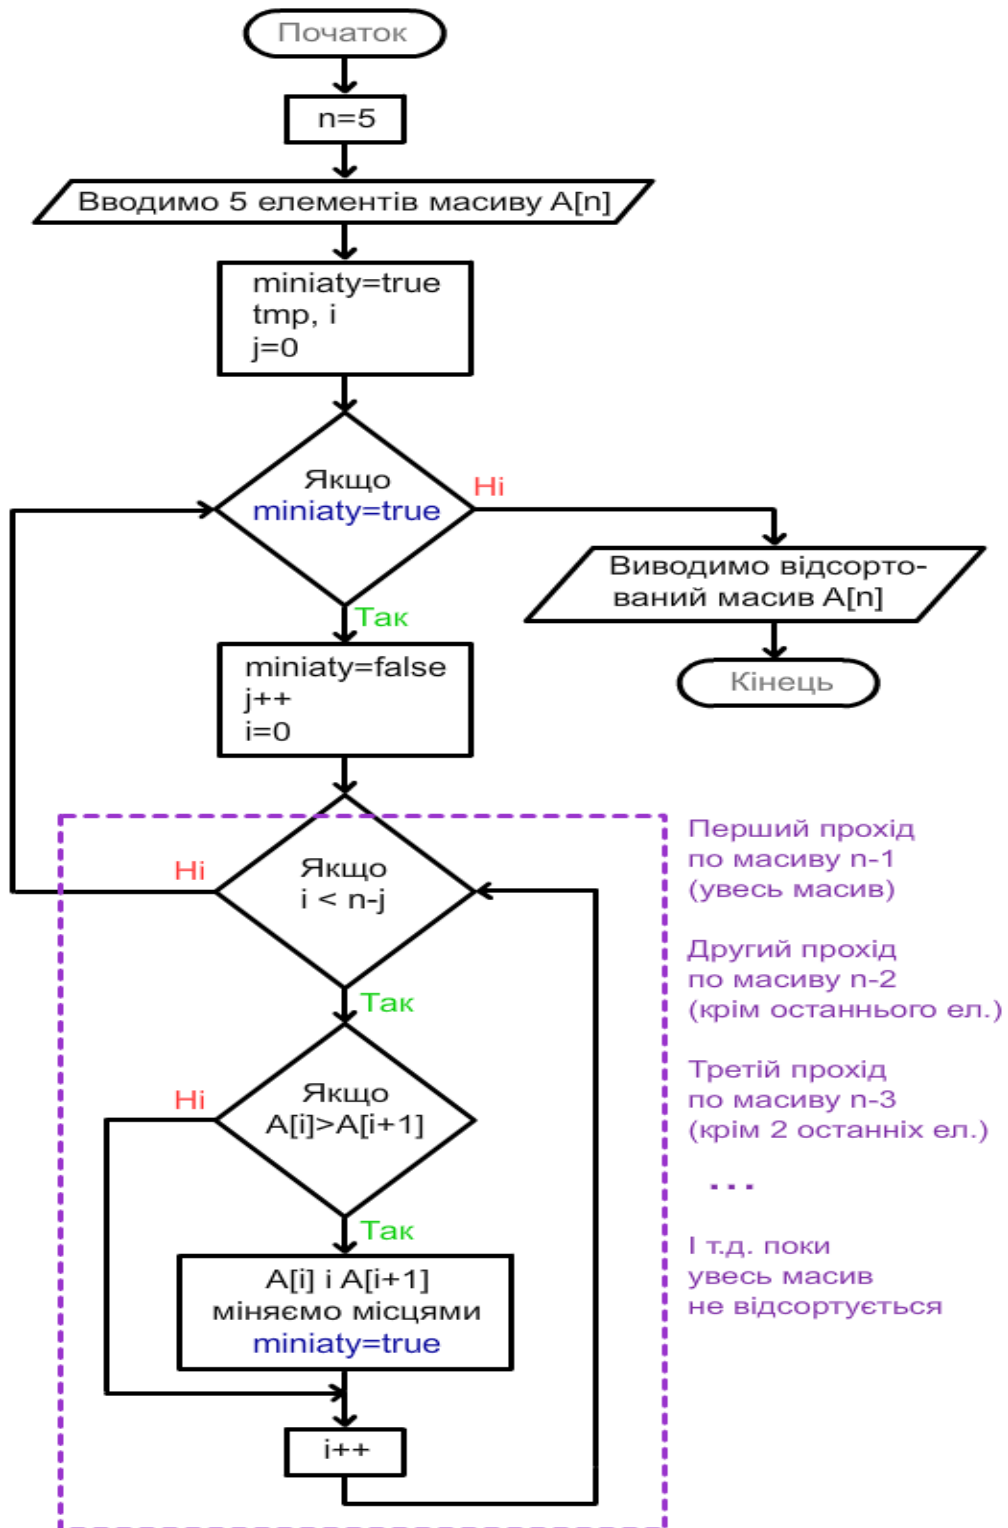 Початок
n=5
Вводимо 5 елементів масиву A[n]
miniaty=true
tmp, i
j=0
Якщо
miniaty=true
Ні
Так
Виводимо відсорто-
ваний масив A[n]
Кінець
miniaty=false
j++
i=0
Якщо
i < n-j
Ні
Так
Перший прохід
по масиву n-1
(увесь масив)
Другий прохід
по масиву n-2
(крім останнього ел.)
Третій прохід
по масиву n-3
(крім 2 останніх ел.)
...
І т.д. поки
увесь масив
не відсортується
Якщо
A[i]>A[i+1]
Ні
Так
A[i] і A[i+1]
міняємо місцями
miniaty=true
i++